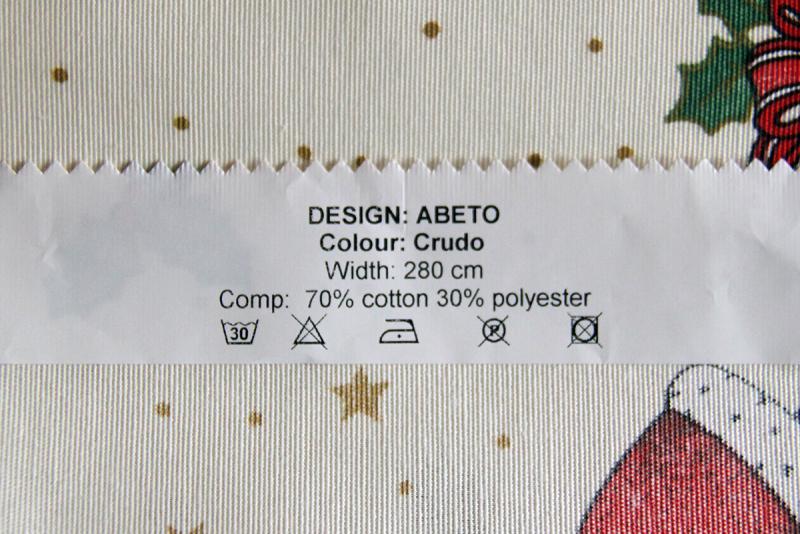 DESIGN: ABETO
Colour: Crudo
Width: 280 cm
Comp: 70% cotton 30% polyester
30 P